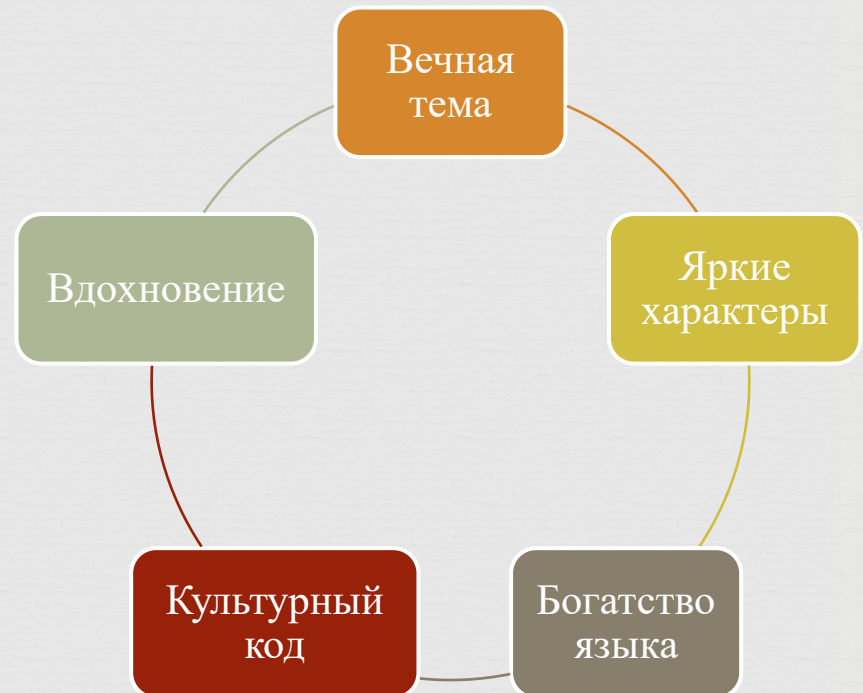 Вечная
тема
Яркие
характеры
Богатство
языка
Культурный
код
Вдохновение